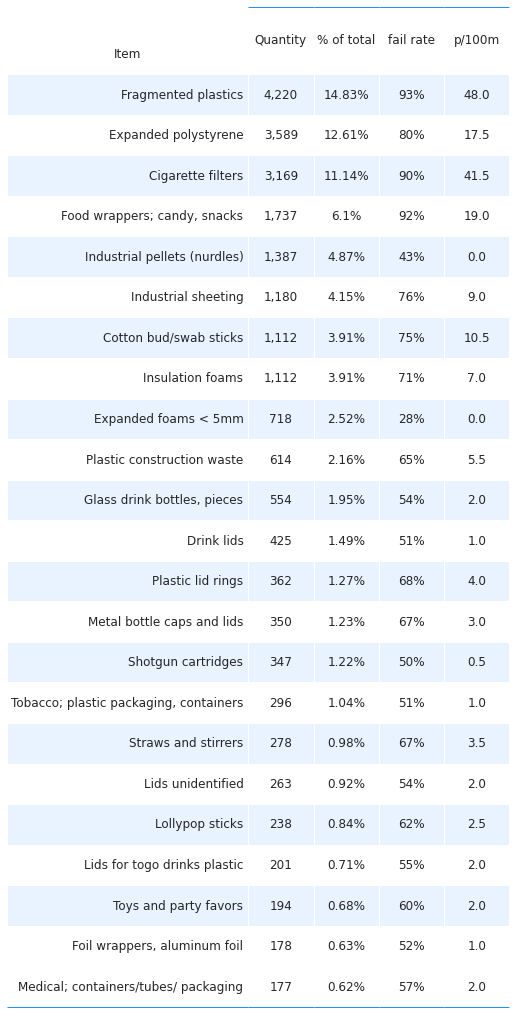 Item Quantity % of total fail rate p/100m
Fragmented plastics 4,220 14.83% 93% 48.0
Expanded polystyrene 3,589 12.61% 80% 17.5
Cigarette filters 3,169 11.14% 90% 41.5
Food wrappers; candy, snacks 1,737 6.1% 92% 19.0
Industrial pellets (nurdles) 1,387 4.87% 43% 0.0
Industrial sheeting 1,180 4.15% 76% 9.0
Cotton bud/swab sticks 1,112 3.91% 75% 10.5
Insulation foams 1,112 3.91% 71% 7.0
Expanded foams < 5mm 718 2.52% 28% 0.0
Plastic construction waste 614 2.16% 65% 5.5
Glass drink bottles, pieces 554 1.95% 54% 2.0
Drink lids 425 1.49% 51% 1.0
Plastic lid rings 362 1.27% 68% 4.0
Metal bottle caps and lids 350 1.23% 67% 3.0
Shotgun cartridges 347 1.22% 50% 0.5
Tobacco; plastic packaging, containers 296 1.04% 51% 1.0
Straws and stirrers 278 0.98% 67% 3.5
Lids unidentified 263 0.92% 54% 2.0
Lollypop sticks 238 0.84% 62% 2.5
Lids for togo drinks plastic 201 0.71% 55% 2.0
Toys and party favors 194 0.68% 60% 2.0
Foil wrappers, aluminum foil 178 0.63% 52% 1.0
Medical; containers/tubes/ packaging 177 0.62% 57% 2.0